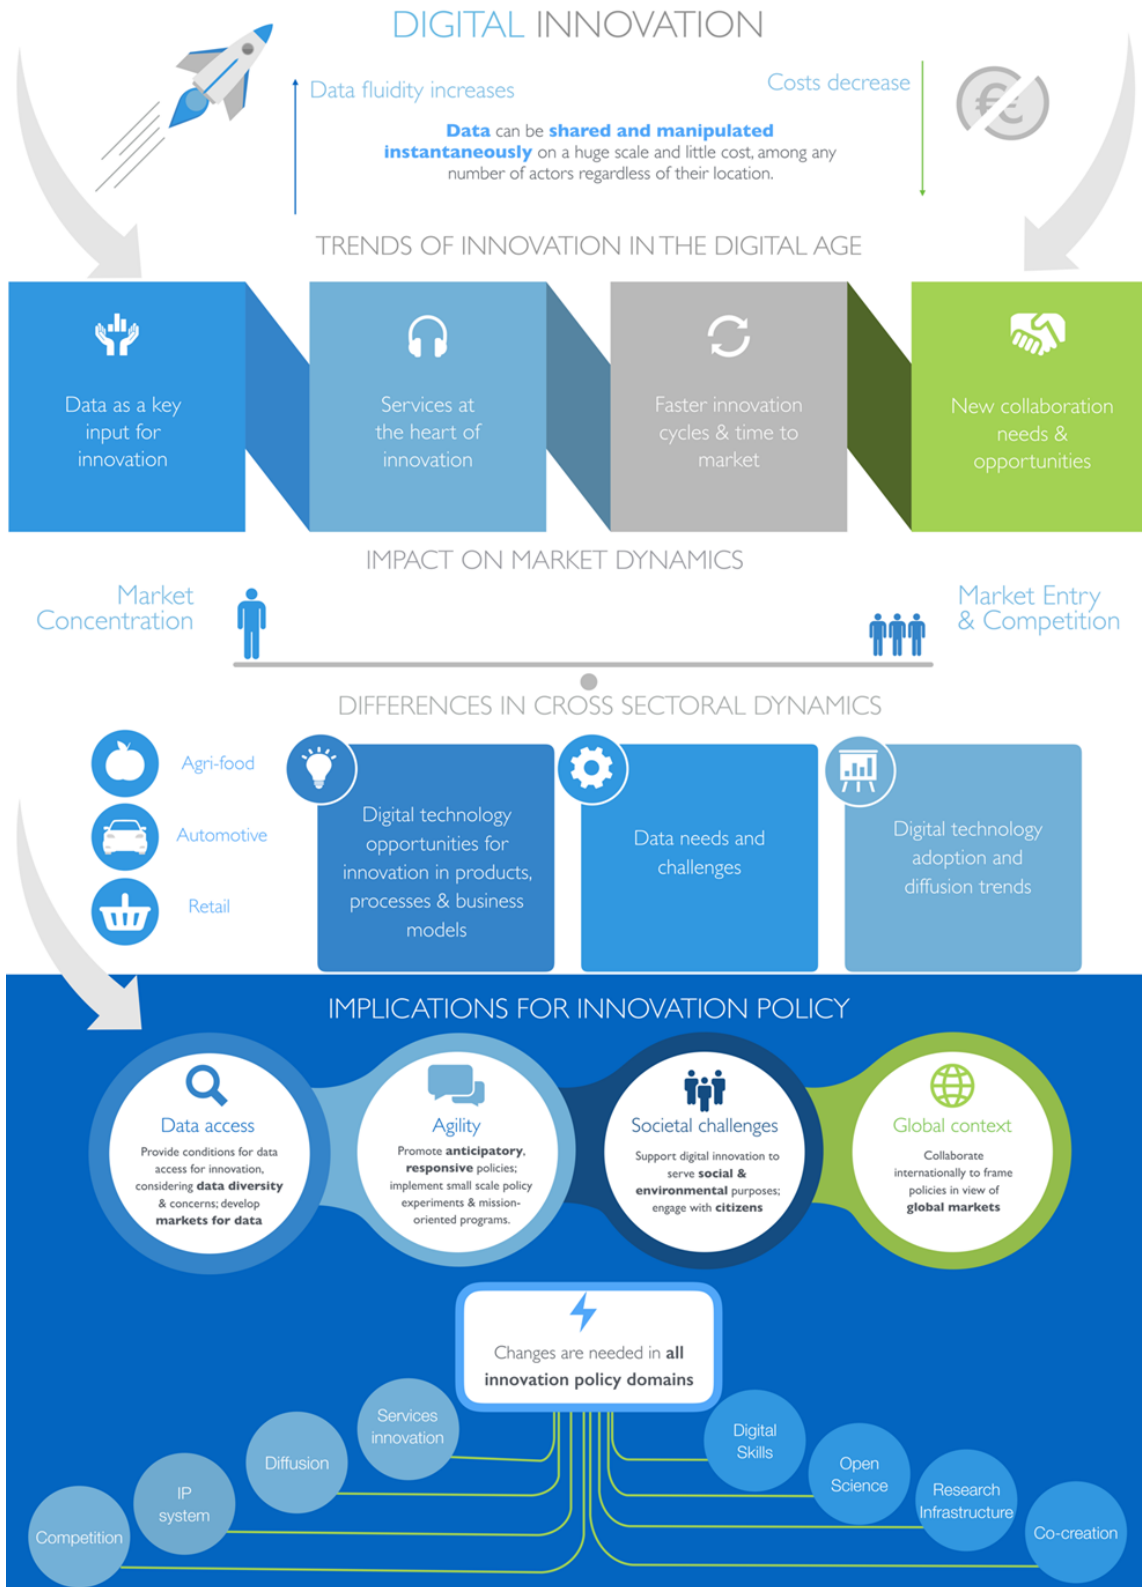 DIGITAL INNOVATION
Data fluidity increases
Costs decrease
Data can be shared and manipulated
instantaneously on a huge scale and little cost, among any
number of actors regardless of their location.
TRENDS OF INNOVATION IN THE DIGITAL AGE
Data as a key
input for
innovation
Services at
the heart of
innovation
Faster innovation
cycles & time to
market
New collaboration
needs &
opportunities
IMPACT ON MARKET DYNAMICS
Market
Concentration
Market Entry
& Competition
DIFFERENCES IN CROSS SECTORAL DYNAMICS
Agri-food
Automotive
Retail
Digital technology
opportunities for
innovation in products,
processes & business
models
Data needs and
challenges
Digital technology
adoption and
diffusion trends
IMPLICATIONS FOR INNOVATION POLICY
Data access
Provide conditions for data
access for innovation,
considering data diversity
& concerns; develop
markets for data
Agility
Promote anticipatory,
responsive policies;
implement small scale policy
experiments & mission-
oriented programs.
Societal challenges
Support digital innovation to
serve social &
environmental purposes;
engage with citizens
Global context
Collaborate
internationally to frame
policies in view of
global markets
Changes are needed in all
innovation policy domains
Competition
IP
system
Diffusion
Services
innovation
Digital
Skills
Open
Science
Research
Infrastructure
Co-creation